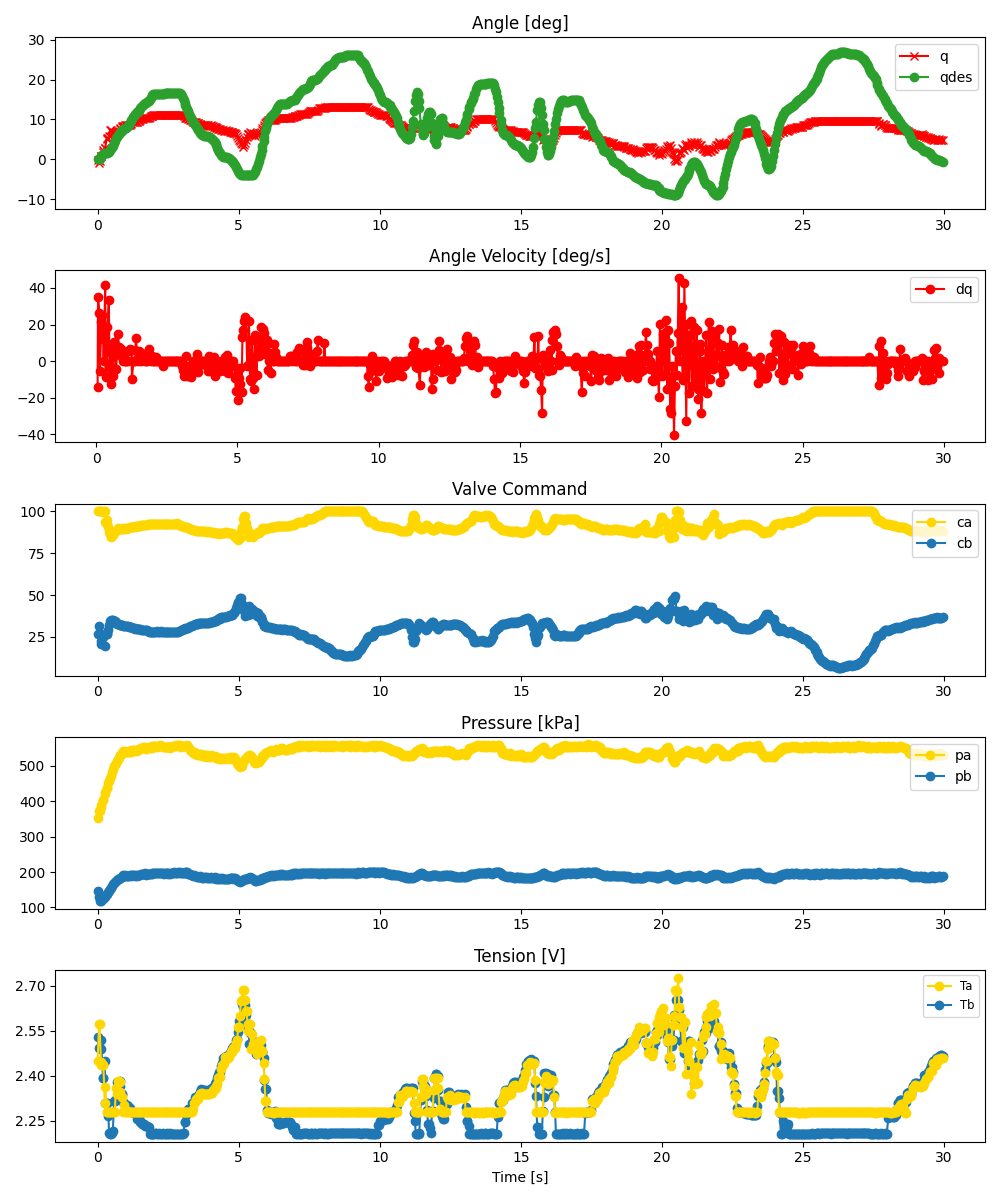 Angle [deg]
30
20
10
0
−10
q
qdes
0 5 10 15 20 25 30
Angle Velocity [deg/s]
40
20
0
−20
−40
dq
0 5 10 15 20 25 30
Valve Command
100
75
50
25
ca
cb
0 5 10 15 20 25 30
Pressure [kPa]
500
400
300
200
100
pa
pb
0 5 10 15 20 25 30
Tension [V]
2.70
2.55
2.40
2.25
Ta
Tb
0 5 10 15 20 25 30
Time [s]